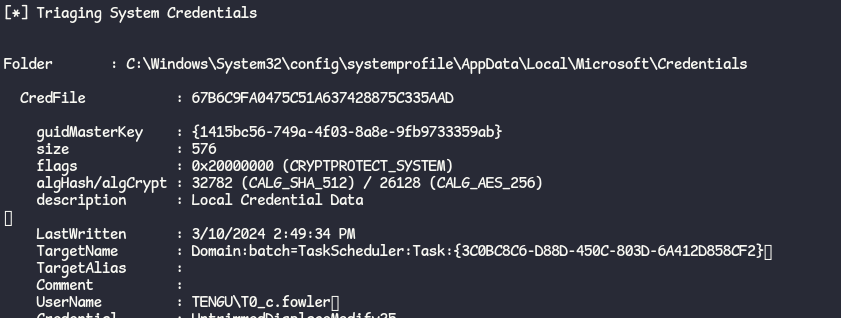 [*] Triaging System Credentials
Folder : C:\Windows\System32\config\systemprofile\AppData\Local\Microsoft\Credentials
CredFile : 67B6C9FA0475C51A637428875C335AAD
guidMasterKey : {1415bc56-749a-4f03-8a8e-9fb9733359ab}
size : 576
flags : 0x20000000 (CRYPTPROTECT_SYSTEM)
algHash/algCrypt : 32782 (CALG_SHA_512) / 26128 (CALG_AES_256)
description : Local Credential Data
LastWritten : 3/10/2024 2:49:34 PM
TargetName : Domain:batch=TaskScheduler:Task:{3C0BC8C6-D88D-450C-803D-6A412D858CF2}
TargetAlias :
Comment :
UserName : TENGU\T0_c.fowler
Credential : UntrimmedDisplaceModify25